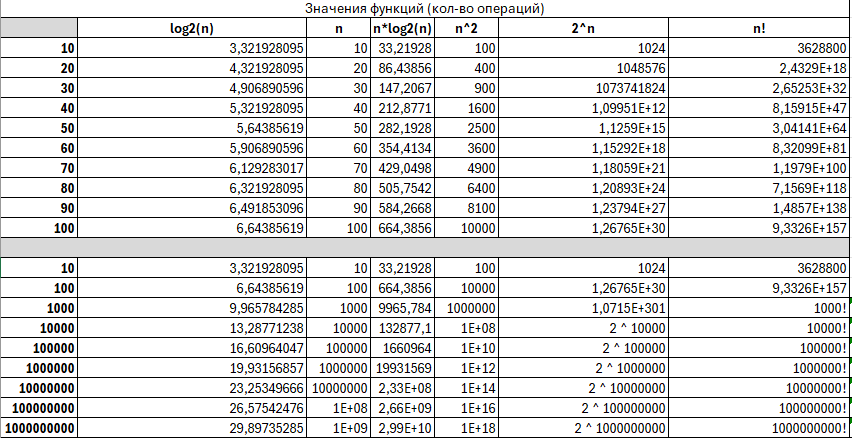 Значения функций (кол-во операций)
log2(n) n n*log2(n) n^2 2^n n!
10 3,321928095 10 33,21928 100 1024 3628800
20 4,321928095 20 86,43856 400 1048576 2,4329E+18
30 4,906890596 30 147,2067 900 1073741824 2,65253E+32
40 5,321928095 40 212,8771 1600 1,09951E+12 8,15915E+47
50 5,64385619 50 282,1928 2500 1,1259E+15 3,04141E+64
60 5,906890596 60 354,4134 3600 1,15292E+18 8,32099E+81
70 6,129283017 70 429,0498 4900 1,18059E+21 1,1979E+100
80 6,321928095 80 505,7542 6400 1,20893E+24 7,1569E+118
90 6,491853096 90 584,2668 8100 1,23794E+27 1,4857E+138
100 6,64385619 100 664,3856 10000 1,26765E+30 9,3326E+157
10 3,321928095 10 33,21928 100 1024 3628800
100 6,64385619 100 664,3856 10000 1,26765E+30 9,3326E+157
1000 9,965784285 1000 9965,784 1000000 1,0715E+301 1000!
10000 13,28771238 10000 132877,1 1E+08 2 ^ 10000 10000!
100000 16,60964047 100000 1660964 1E+10 2 ^ 100000 100000!
1000000 19,93156857 1000000 19931569 1E+12 2 ^ 1000000 1000000!
10000000 23,25349666 10000000 2,33E+08 1E+14 2 ^ 10000000 10000000!
100000000 26,57542476 1E+08 2,66E+09 1E+16 2 ^ 100000000 100000000!
1000000000 29,89735285 1E+09 2,99E+10 1E+18 2 ^ 1000000000 1000000000!